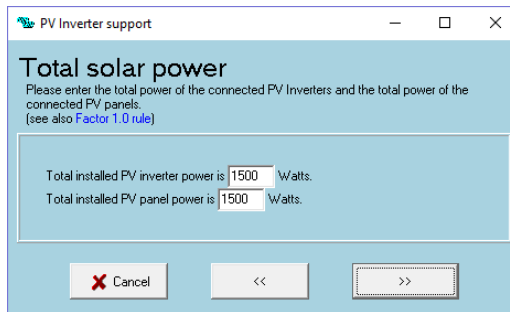 PV Inverter support
Total solar power
Please enter the total power of the connected PV Inverters and the total power of the
connected PV panels.
(see also Factor 1.0 rule)
Total installed PV inverter power is 1500 Watts.
Total installed PV panel power is 1500 Watts.
Cancel << >>